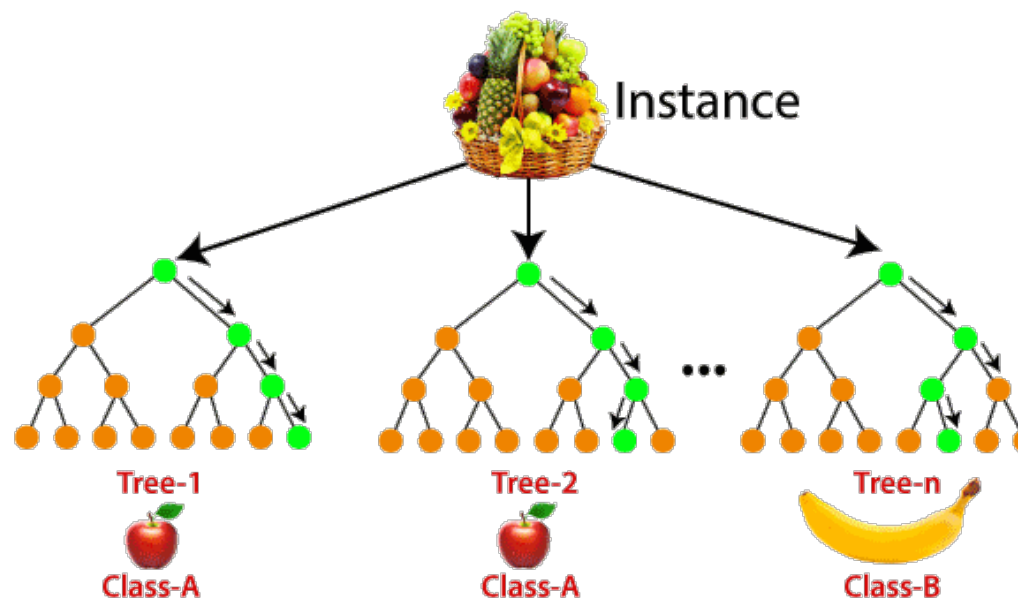 Instance
Tree-1
Tree-2
Tree-n
Class-A
Class-A
Class-B